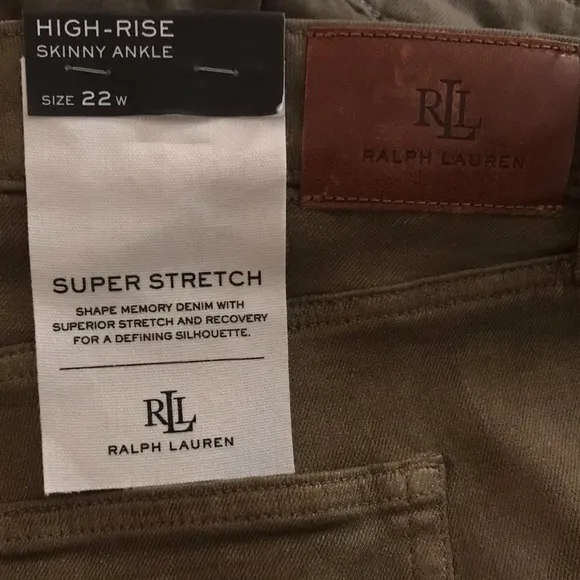 HIGH-RISE
SKINNY ANKLE
SIZE 22 W
SUPER STRETCH
SHAPE MEMORY DENIM WITH
SUPERIOR STRETCH AND RECOVERY
FOR A DEFINING SILHOUETTE.
RLL
RALPH LAUREN
RLL
RALPH LAUREN